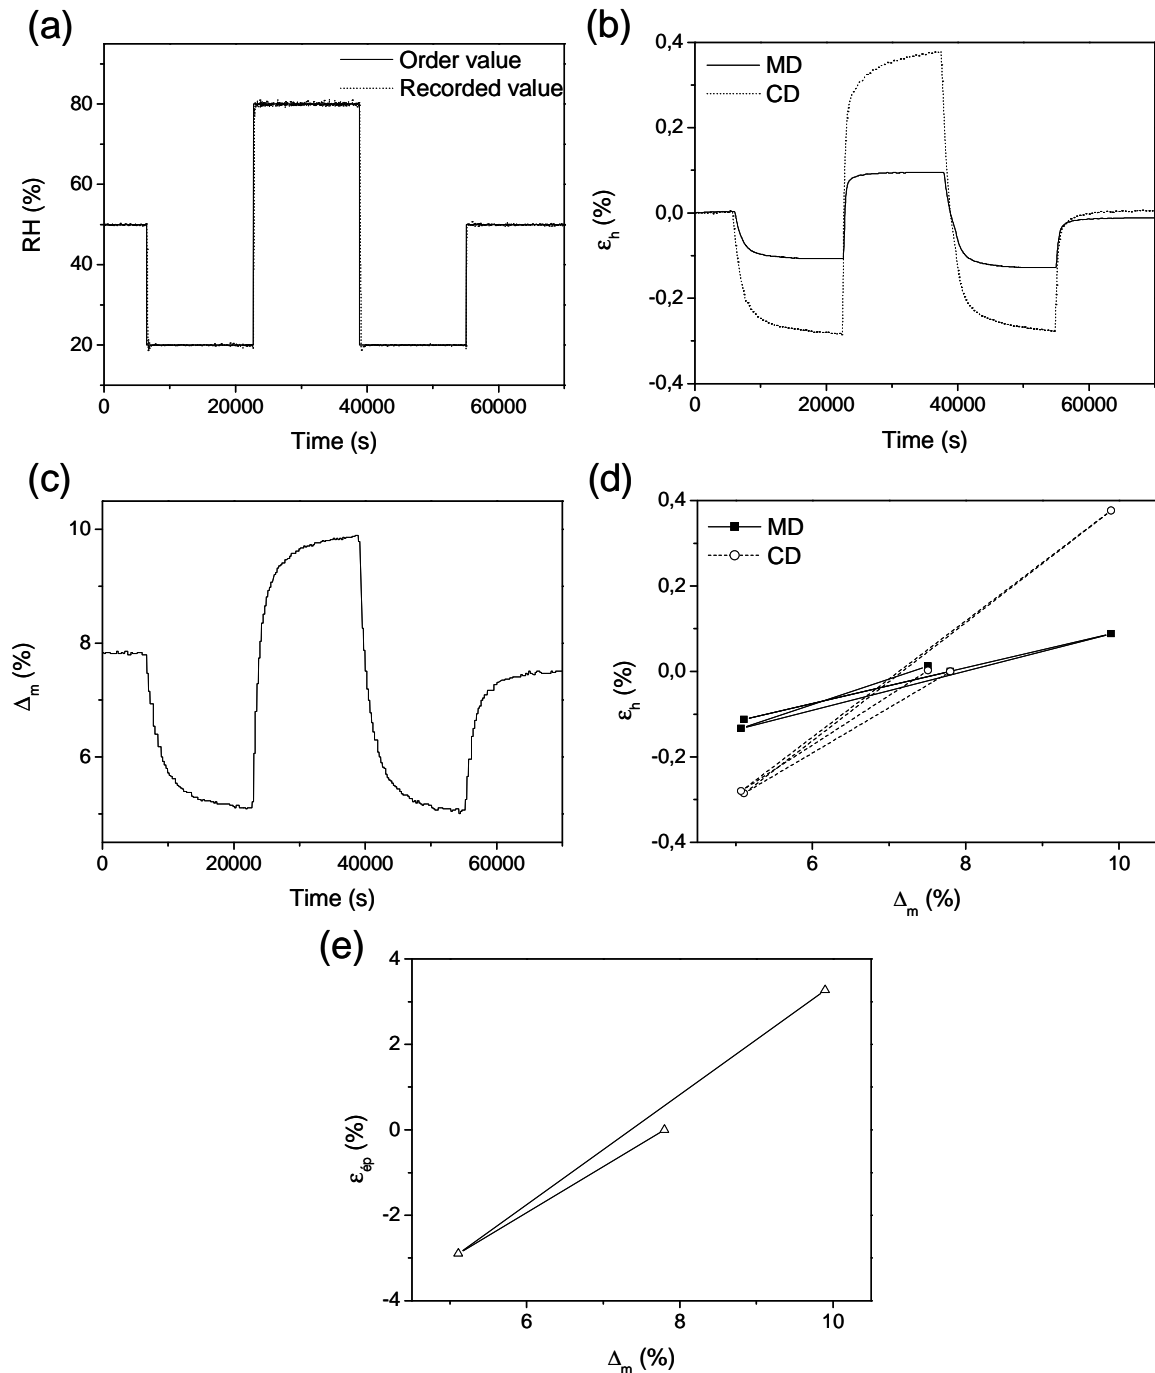 (a)
Order value
Recorded value
80
60
40
20
RH (%)
0 20000 40000 60000
Time (s)
(b)
0,4
0,2
0,0
-0,2
-0,4
MD
CD
εh (%)
0 20000 40000 60000
Time (s)
(c)
10
8
6
Δm (%)
0 20000 40000 60000
Time (s)
(d)
0,4
0,2
0,0
-0,2
-0,4
MD
CD
εh (%)
6 8 10
Δm (%)
(e)
4
2
0
-2
-4
εép (%)
6 8 10
Δm (%)